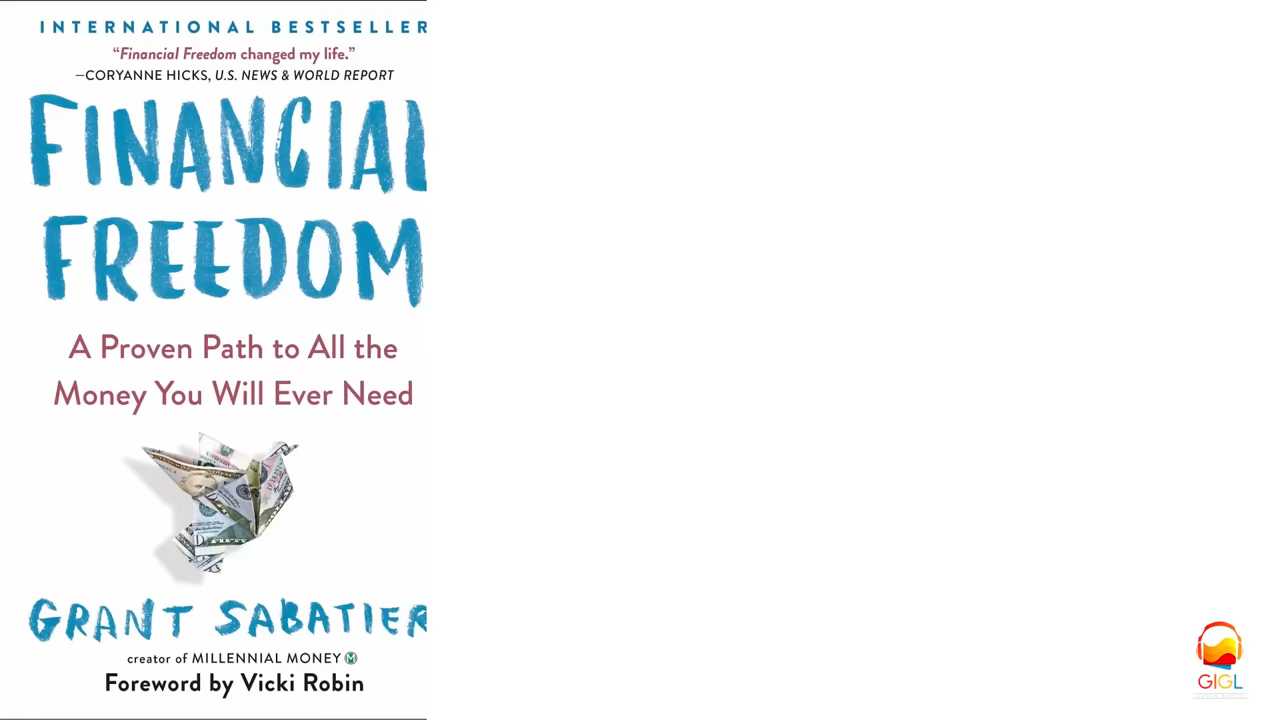 INTERNATIONAL BESTSELLER
“Financial Freedom changed my life.”
—CORYANNE HICKS, U.S. NEWS & WORLD REPORT
FINANCIAL
FREEDOM
A Proven Path to All the
Money You Will Ever Need
GRANT SABATIER
creator of MILLENNIAL MONEY M
Foreword by Vicki Robin
GIGL